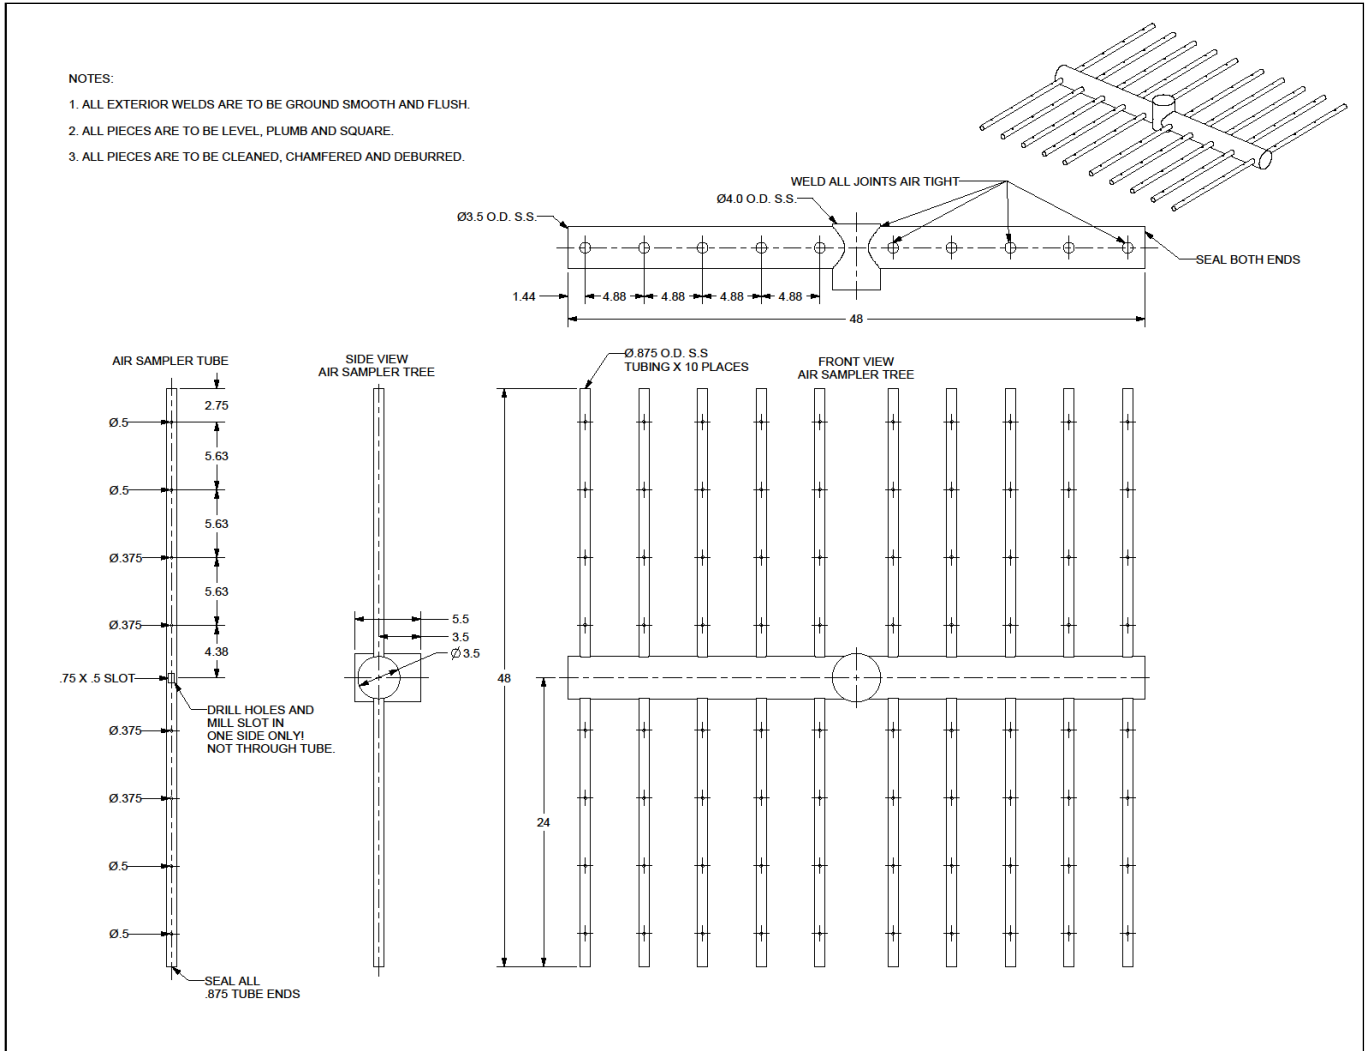 NOTES:
1. ALL EXTERIOR WELDS ARE TO BE GROUND SMOOTH AND FLUSH.
2. ALL PIECES ARE TO BE LEVEL, PLUMB AND SQUARE.
3. ALL PIECES ARE TO BE CLEANED, CHAMFERED AND DEBURRED.
WELD ALL JOINTS AIR TIGHT
Ø4.0 O.D. S.S.
Ø3.5 O.D. S.S.
SEAL BOTH ENDS
1.44
4.88
4.88
4.88
4.88
48
AIR SAMPLER TUBE
2.75
Ø.5
5.63
Ø.5
5.63
Ø.375
5.63
Ø.375
4.38
.75 X .5 SLOT
DRILL HOLES AND
MILL SLOT IN
ONE SIDE ONLY!
NOT THROUGH TUBE.
Ø.375
Ø.375
Ø.5
Ø.5
SEAL ALL
.875 TUBE ENDS
SIDE VIEW
AIR SAMPLER TREE
5.5
3.5
Ø3.5
Ø.875 O.D. S.S
TUBING X 10 PLACES
FRONT VIEW
AIR SAMPLER TREE
48
24